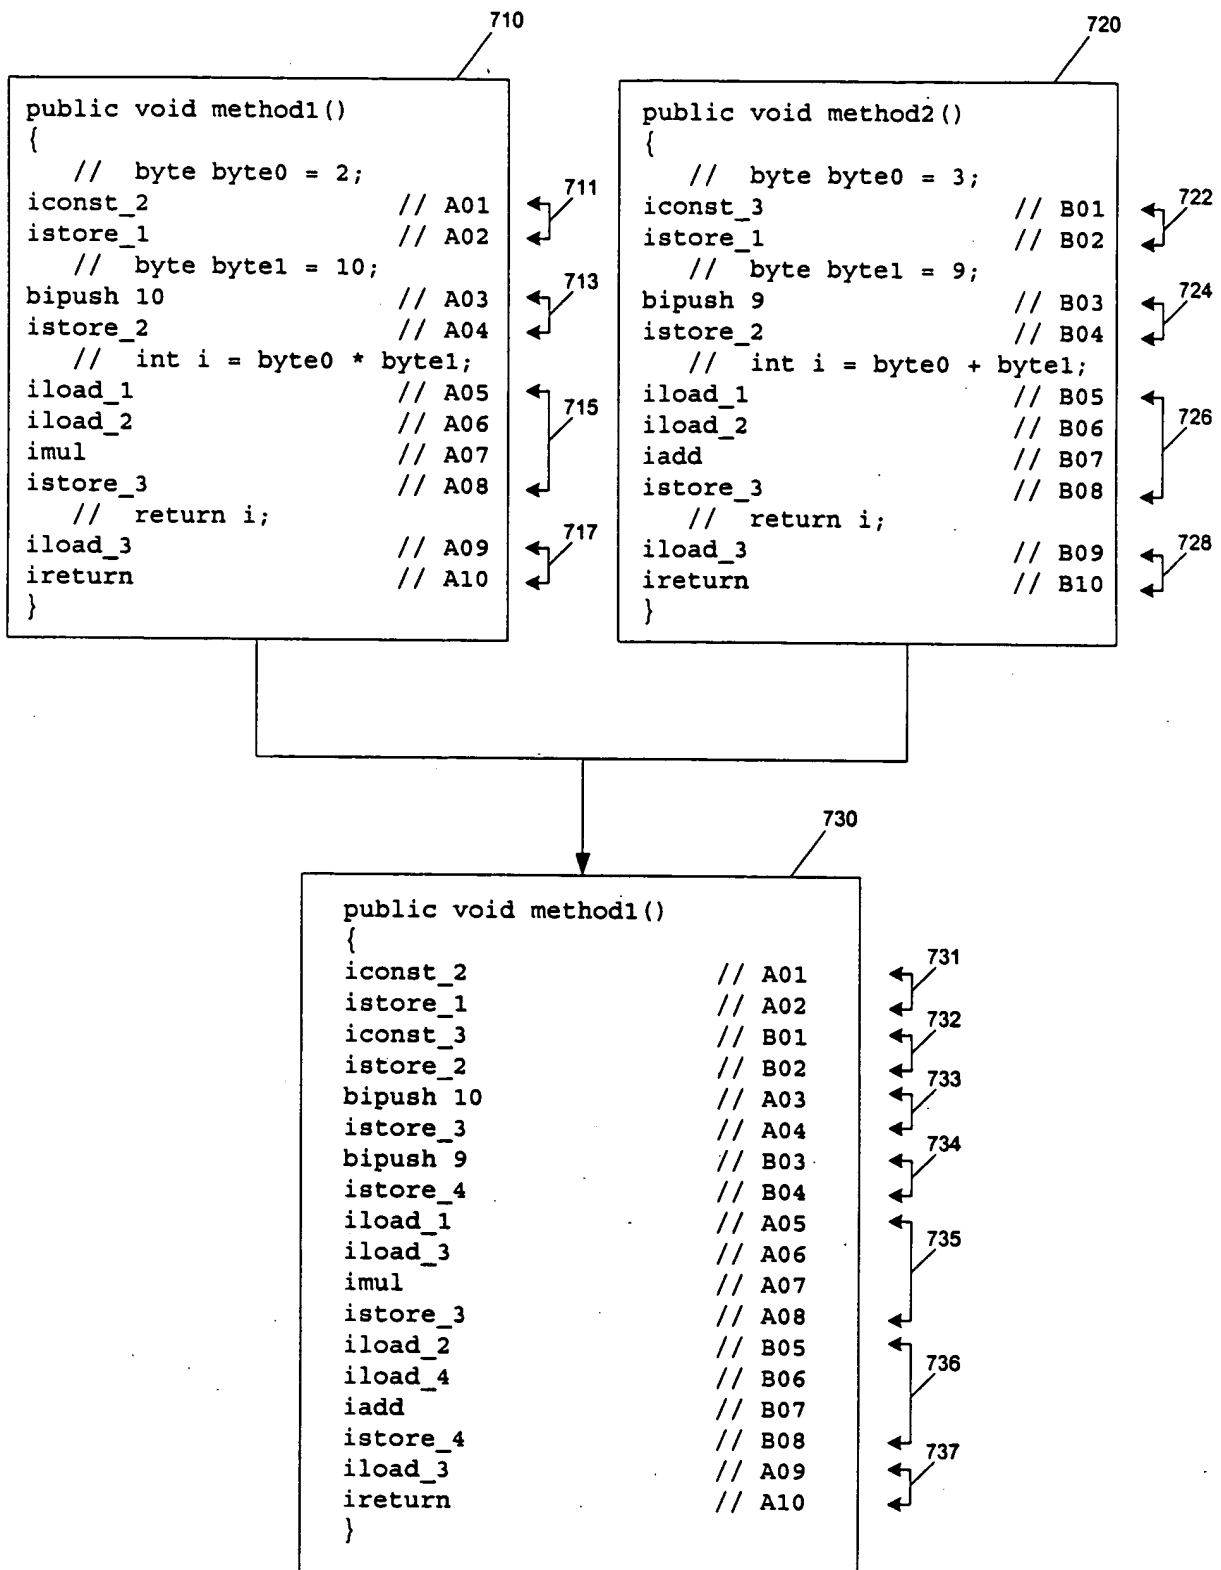 710
public void method1()
{
//  byte byte0 = 2;
iconst_2 // A01
711
istore_1 // A02
//  byte byte1 = 10;
bipush 10 // A03
713
istore_2 // A04
//  int i = byte0 * byte1;
iload_1 // A05
iload_2 // A06
715
imul // A07
istore_3 // A08
//  return i;
iload_3 // A09
717
ireturn // A10
}
720
public void method2()
{
//  byte byte0 = 3;
iconst_3 // B01
722
istore_1 // B02
//  byte byte1 = 9;
bipush 9 // B03
724
istore_2 // B04
//  int i = byte0 + byte1;
iload_1 // B05
iload_2 // B06
726
iadd // B07
istore_3 // B08
//  return i;
iload_3 // B09
728
ireturn // B10
}
730
public void method1()
{
iconst_2 // A01
731
istore_1 // A02
iconst_3 // B01
732
istore_2 // B02
bipush 10 // A03
733
istore_3 // A04
bipush 9 // B03
734
istore_4 // B04
iload_1 // A05
iload_3 // A06
735
imul // A07
istore_3 // A08
iload_2 // B05
iload_4 // B06
736
iadd // B07
istore_4 // B08
iload_3 // A09
737
ireturn // A10
}